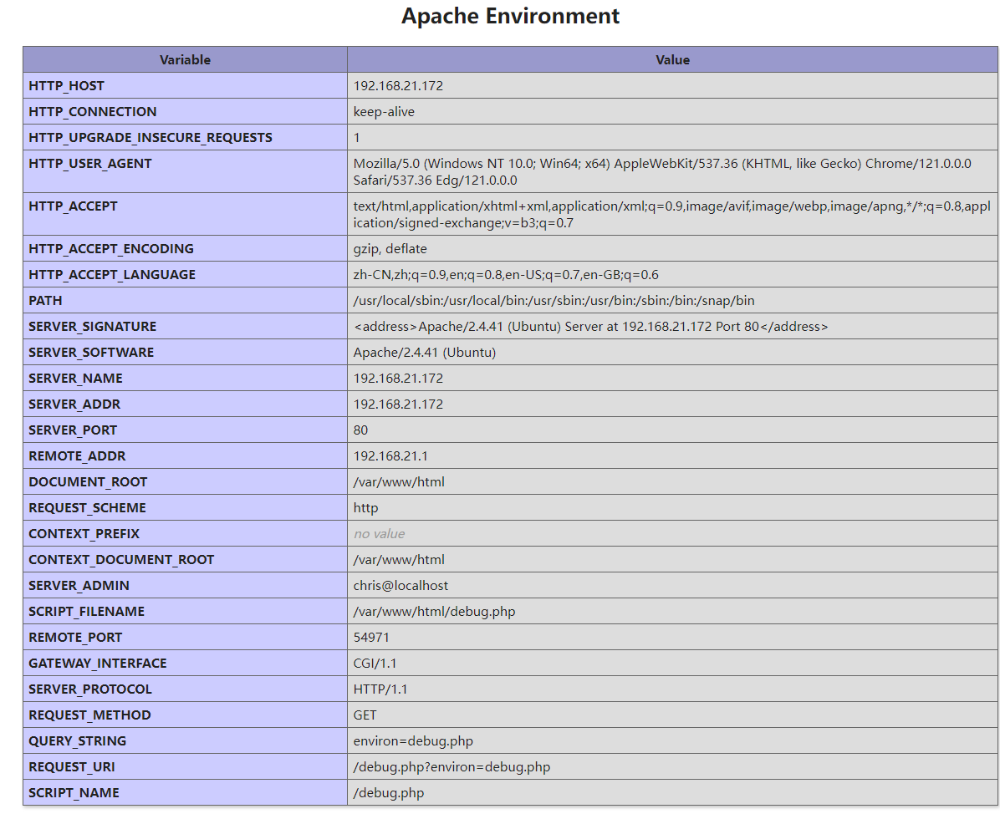 Apache Environment
Variable Value
HTTP_HOST 192.168.21.172
HTTP_CONNECTION keep-alive
HTTP_UPGRADE_INSECURE_REQUESTS 1
HTTP_USER_AGENT Mozilla/5.0 (Windows NT 10.0; Win64; x64) AppleWebKit/537.36 (KHTML, like Gecko) Chrome/121.0.0.0
Safari/537.36 Edg/121.0.0.0
HTTP_ACCEPT text/html,application/xhtml+xml,application/xml;q=0.9,image/avif,image/webp,image/apng,*/*;q=0.8,appl
ication/signed-exchange;v=b3;q=0.7
HTTP_ACCEPT_ENCODING gzip, deflate
HTTP_ACCEPT_LANGUAGE zh-CN,zh;q=0.9,en;q=0.8,en-US;q=0.7,en-GB;q=0.6
PATH /usr/local/sbin:/usr/local/bin:/usr/sbin:/usr/bin:/sbin:/bin:/snap/bin
SERVER_SIGNATURE <address>Apache/2.4.41 (Ubuntu) Server at 192.168.21.172 Port 80</address>
SERVER_SOFTWARE Apache/2.4.41 (Ubuntu)
SERVER_NAME 192.168.21.172
SERVER_ADDR 192.168.21.172
SERVER_PORT 80
REMOTE_ADDR 192.168.21.1
DOCUMENT_ROOT /var/www/html
REQUEST_SCHEME http
CONTEXT_PREFIX no value
CONTEXT_DOCUMENT_ROOT /var/www/html
SERVER_ADMIN chris@localhost
SCRIPT_FILENAME /var/www/html/debug.php
REMOTE_PORT 54971
GATEWAY_INTERFACE CGI/1.1
SERVER_PROTOCOL HTTP/1.1
REQUEST_METHOD GET
QUERY_STRING environ=debug.php
REQUEST_URI /debug.php?environ=debug.php
SCRIPT_NAME /debug.php